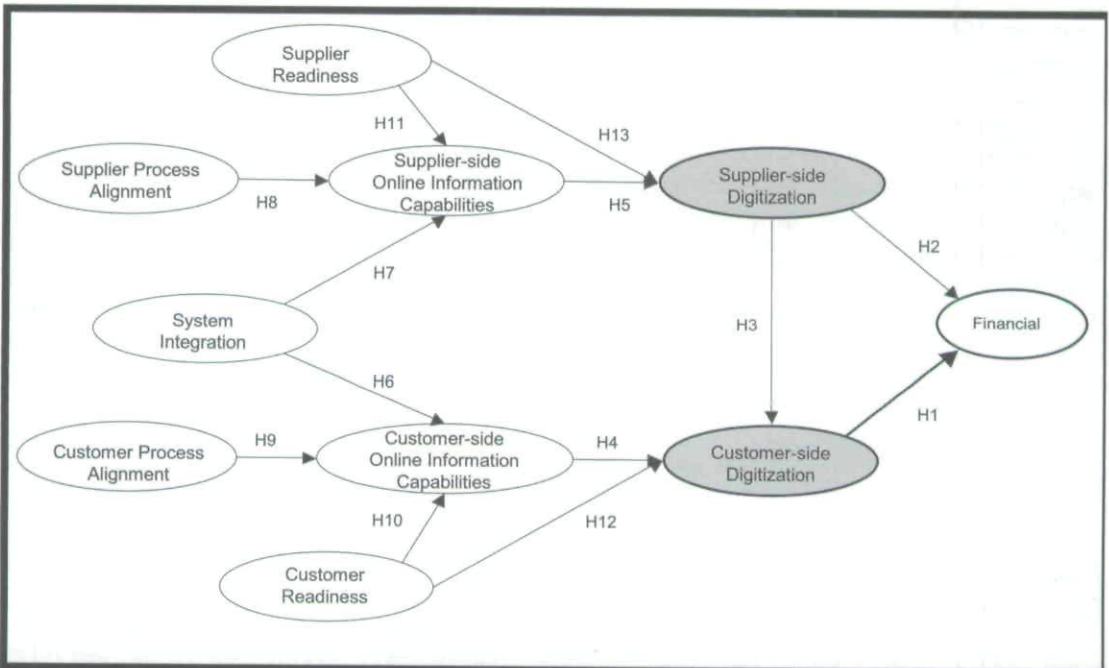 Supplier
Readiness
H11
H13
Supplier Process
Alignment
H8
Supplier-side
Online Information
Capabilities
H5
Supplier-side
Digitization
H7
H2
System
Integration
H3
Financial
H6
H1
Customer Process
Alignment
H9
Customer-side
Online Information
Capabilities
H4
Customer-side
Digitization
H10
H12
Customer
Readiness